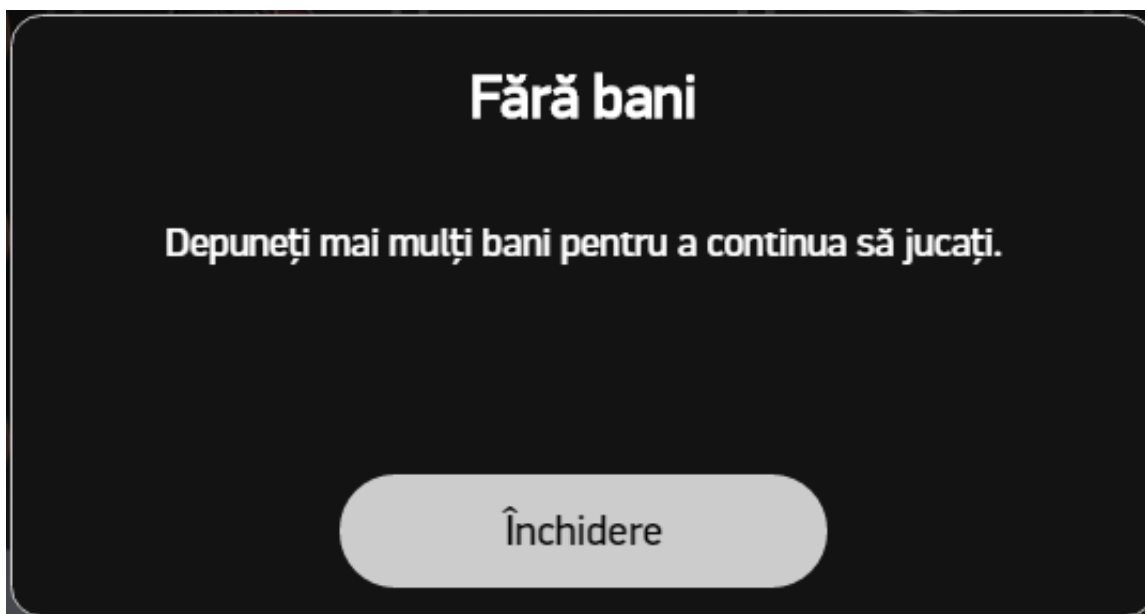 Fără bani
Depuneți mai mulți bani pentru a continua să jucați.
Închidere